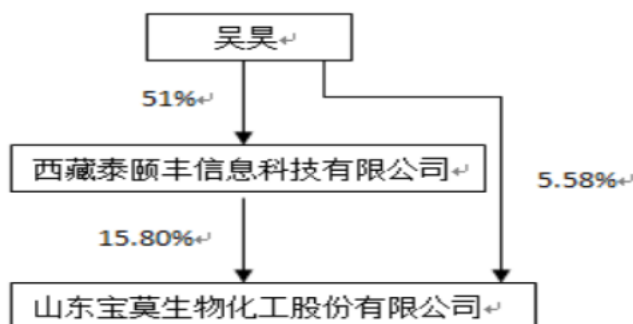 吴昊
51%
西藏泰颐丰信息科技有限公司
5.58%
15.80%
山东宝莫生物化工股份有限公司